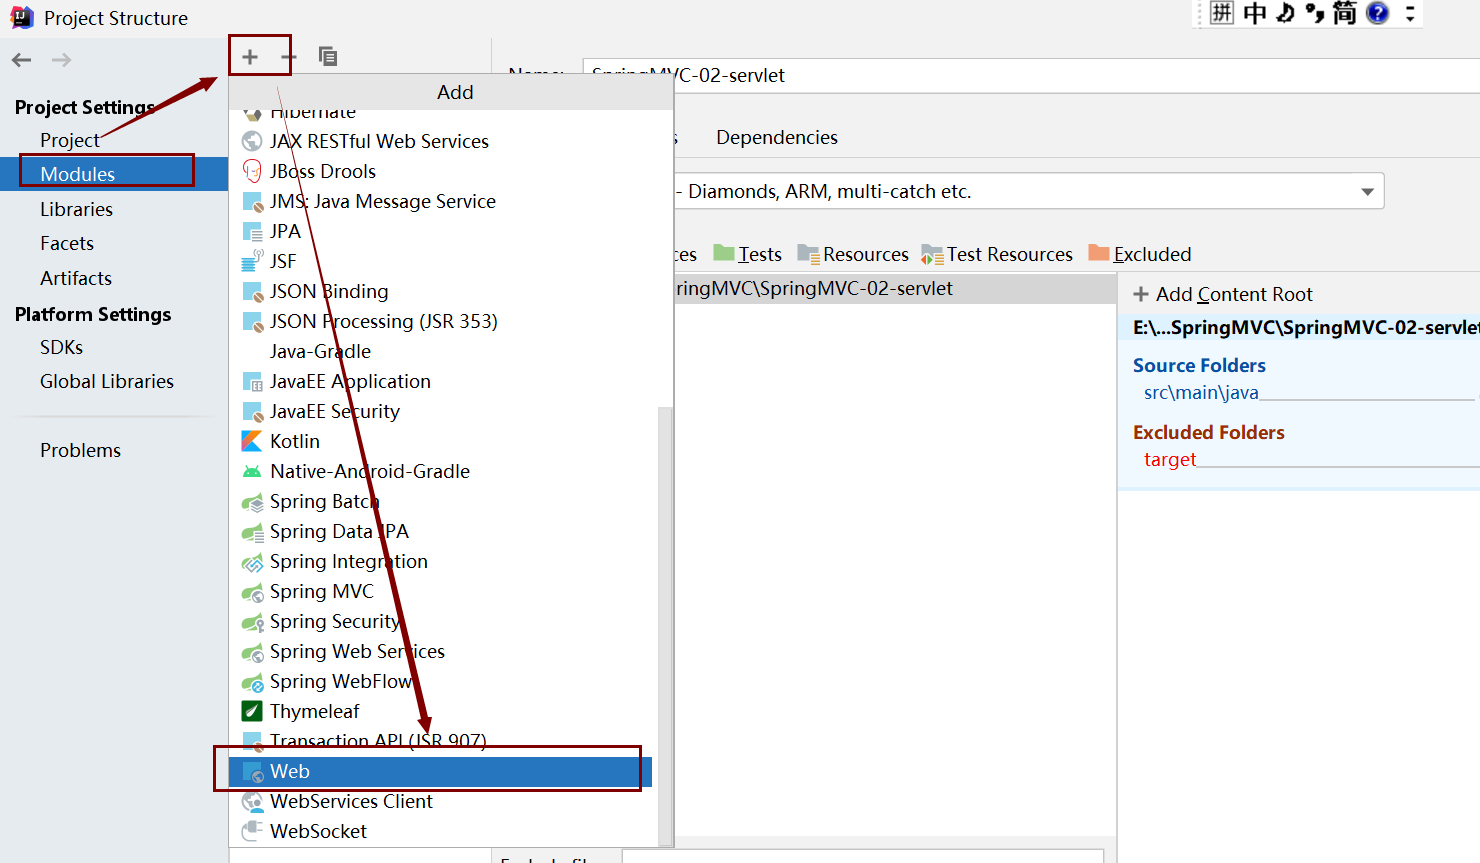 Project Structure
拼 中 简
Project Settings
Project
Modules
Libraries
Facets
Artifacts
Platform Settings
SDKs
Global Libraries
Problems
Add
Hibernate
JAX RESTful Web Services
JBoss Drools
JMS: Java Message Service
JPA
JSF
JSON Binding
JSON Processing (JSR 353)
Java-Gradle
JavaEE Application
JavaEE Security
Kotlin
Native-Android-Gradle
Spring Batch
Spring Data JPA
Spring Integration
Spring MVC
Spring Security
Spring Web Services
Spring WebFlow
Thymeleaf
Transaction API (JSR 907)
Web
WebServices Client
WebSocket
Name: SpringMVC-02-servlet
s Dependencies
- Diamonds, ARM, multi-catch etc.
ces Tests Resources Test Resources Excluded
ringMVC\SpringMVC-02-servlet
Add Content Root
E:\...SpringMVC\SpringMVC-02-servlet
Source Folders
src\main\java
Excluded Folders
target